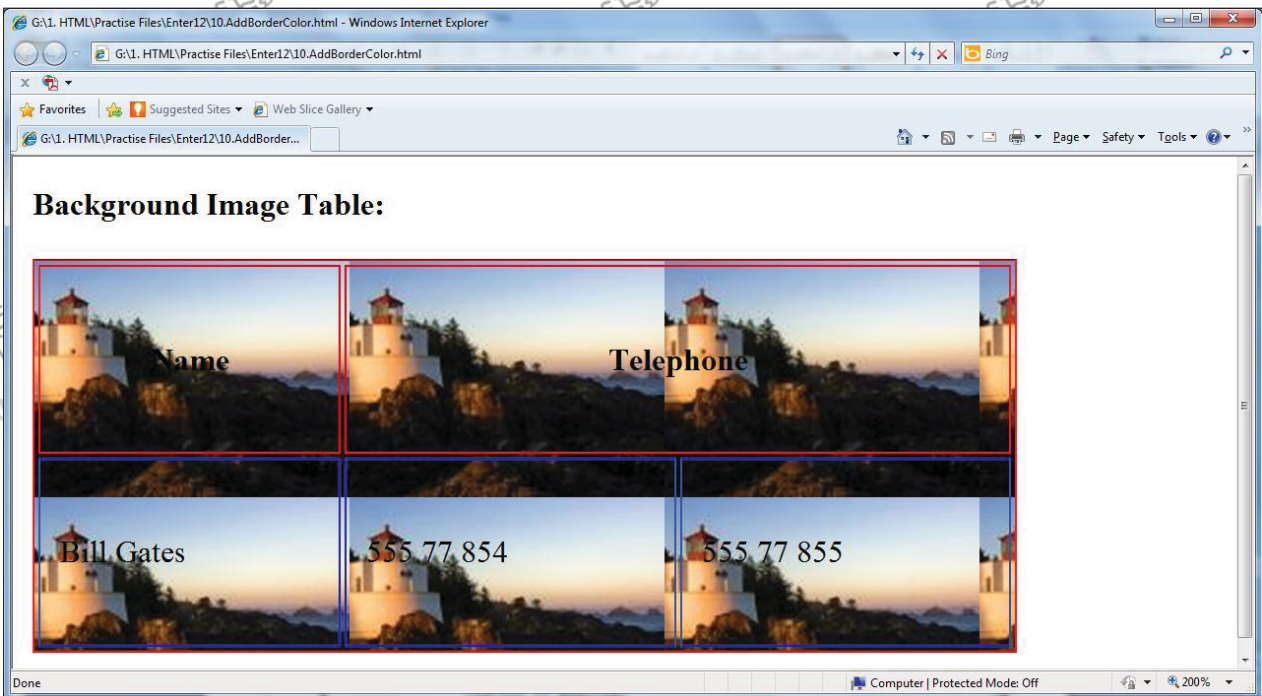 G:\1. HTML\Practise Files\Enter12\10.AddBorderColor.html - Windows Internet Explorer
G:\1. HTML\Practise Files\Enter12\10.AddBorderColor.html
Bing
x
Favorites Suggested Sites Web Slice Gallery
G:\1. HTML\Practise Files\Enter12\10.AddBorder...
Page Safety Tools
Background Image Table:
Name Telephone
Bill Gates 555 77 854 555 77 855
Done Computer | Protected Mode: Off 200%